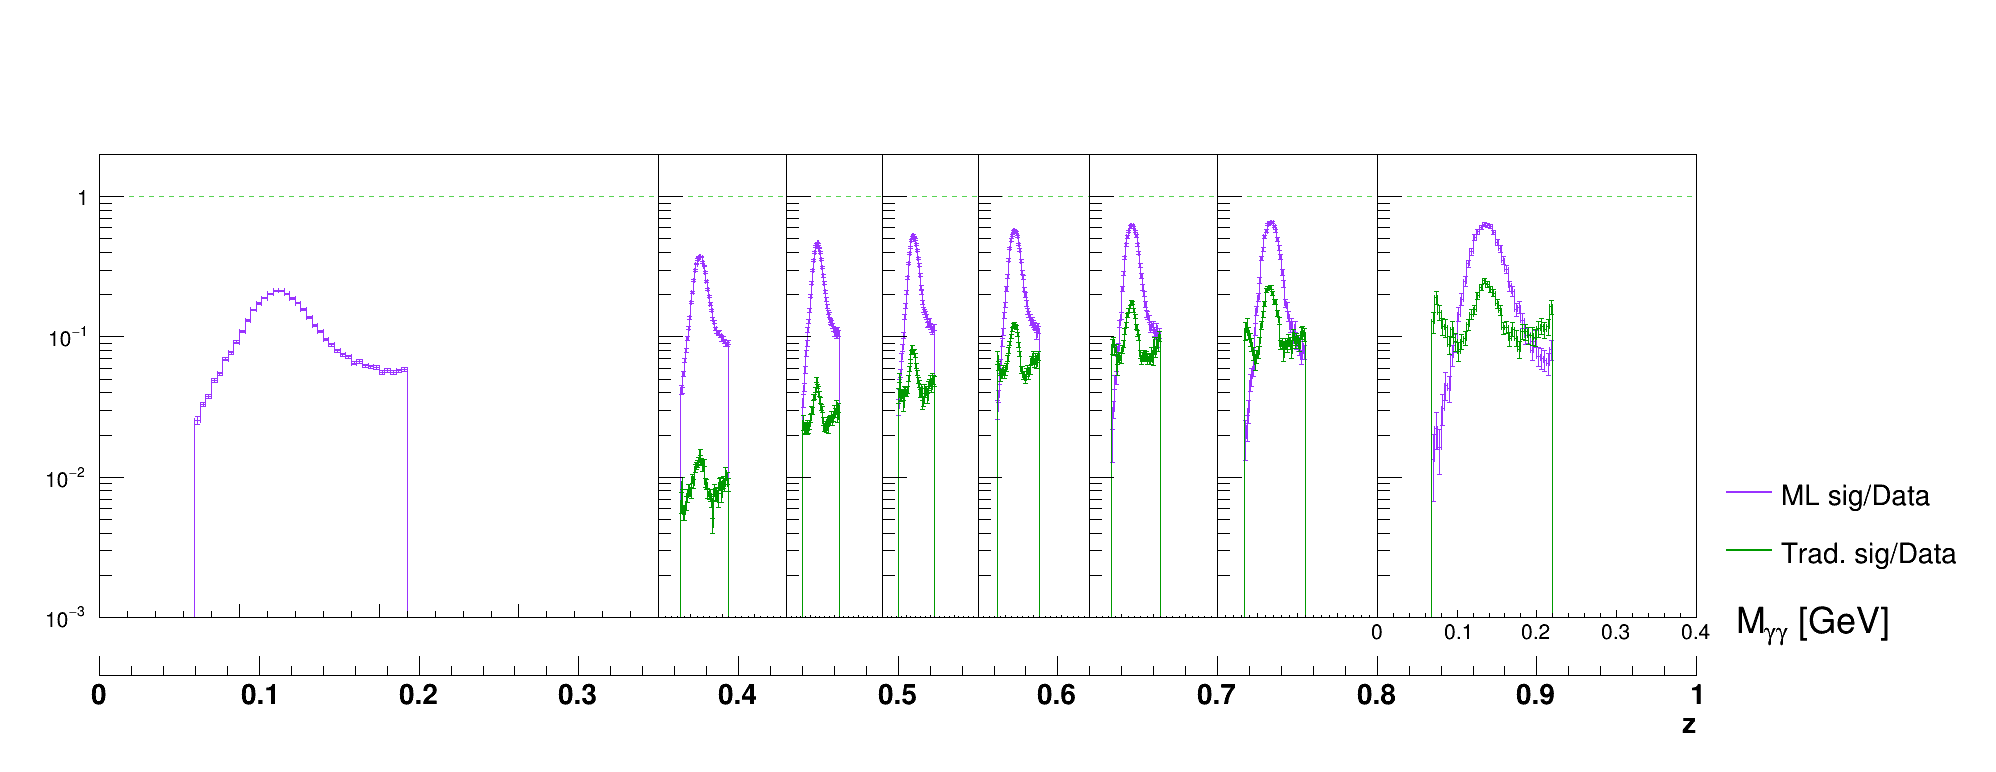 1
10⁻¹
10⁻²
10⁻³
ML sig/Data
Trad. sig/Data
0 0.1 0.2 0.3 0.4
Mγγ [GeV]
0 0.1 0.2 0.3 0.4 0.5 0.6 0.7 0.8 0.9 1
z